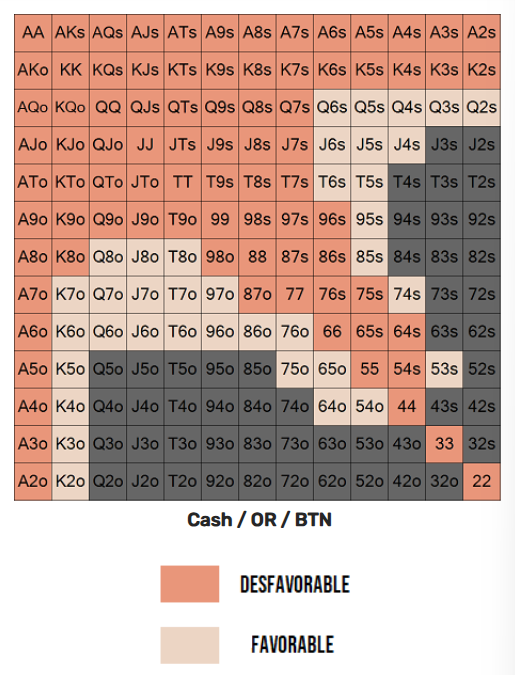 AA AKs AQs AJs ATs A9s A8s A7s A6s A5s A4s A3s A2s
AKo KK KQs KJs KTs K9s K8s K7s K6s K5s K4s K3s K2s
AQo KQo QQ QJs QTs Q9s Q8s Q7s Q6s Q5s Q4s Q3s Q2s
AJo KJo QJo JJ JTs J9s J8s J7s J6s J5s J4s J3s J2s
ATo KTo QTo JTo TT T9s T8s T7s T6s T5s T4s T3s T2s
A9o K9o Q9o J9o T9o 99 98s 97s 96s 95s 94s 93s 92s
A8o K8o Q8o J8o T8o 98o 88 87s 86s 85s 84s 83s 82s
A7o K7o Q7o J7o T7o 97o 87o 77 76s 75s 74s 73s 72s
A6o K6o Q6o J6o T6o 96o 86o 76o 66 65s 64s 63s 62s
A5o K5o Q5o J5o T5o 95o 85o 75o 65o 55 54s 53s 52s
A4o K4o Q4o J4o T4o 94o 84o 74o 64o 54o 44 43s 42s
A3o K3o Q3o J3o T3o 93o 83o 73o 63o 53o 43o 33 32s
A2o K2o Q2o J2o T2o 92o 82o 72o 62o 52o 42o 32o 22
Cash / OR / BTN
DESFAVORABLE
FAVORABLE